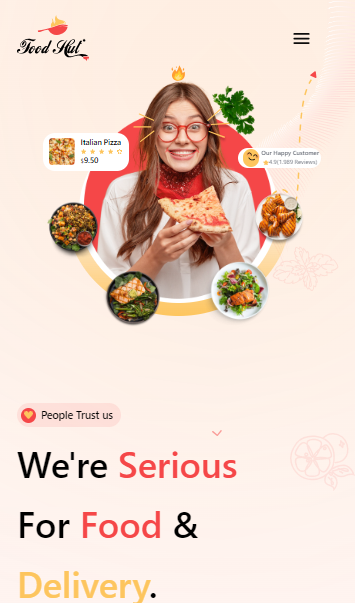 Food Hut
Italian Pizza
$9.50
Our Happy Customer
4.9(1.989 Reviews)
People Trust us
We're Serious
For Food &
Delivery.